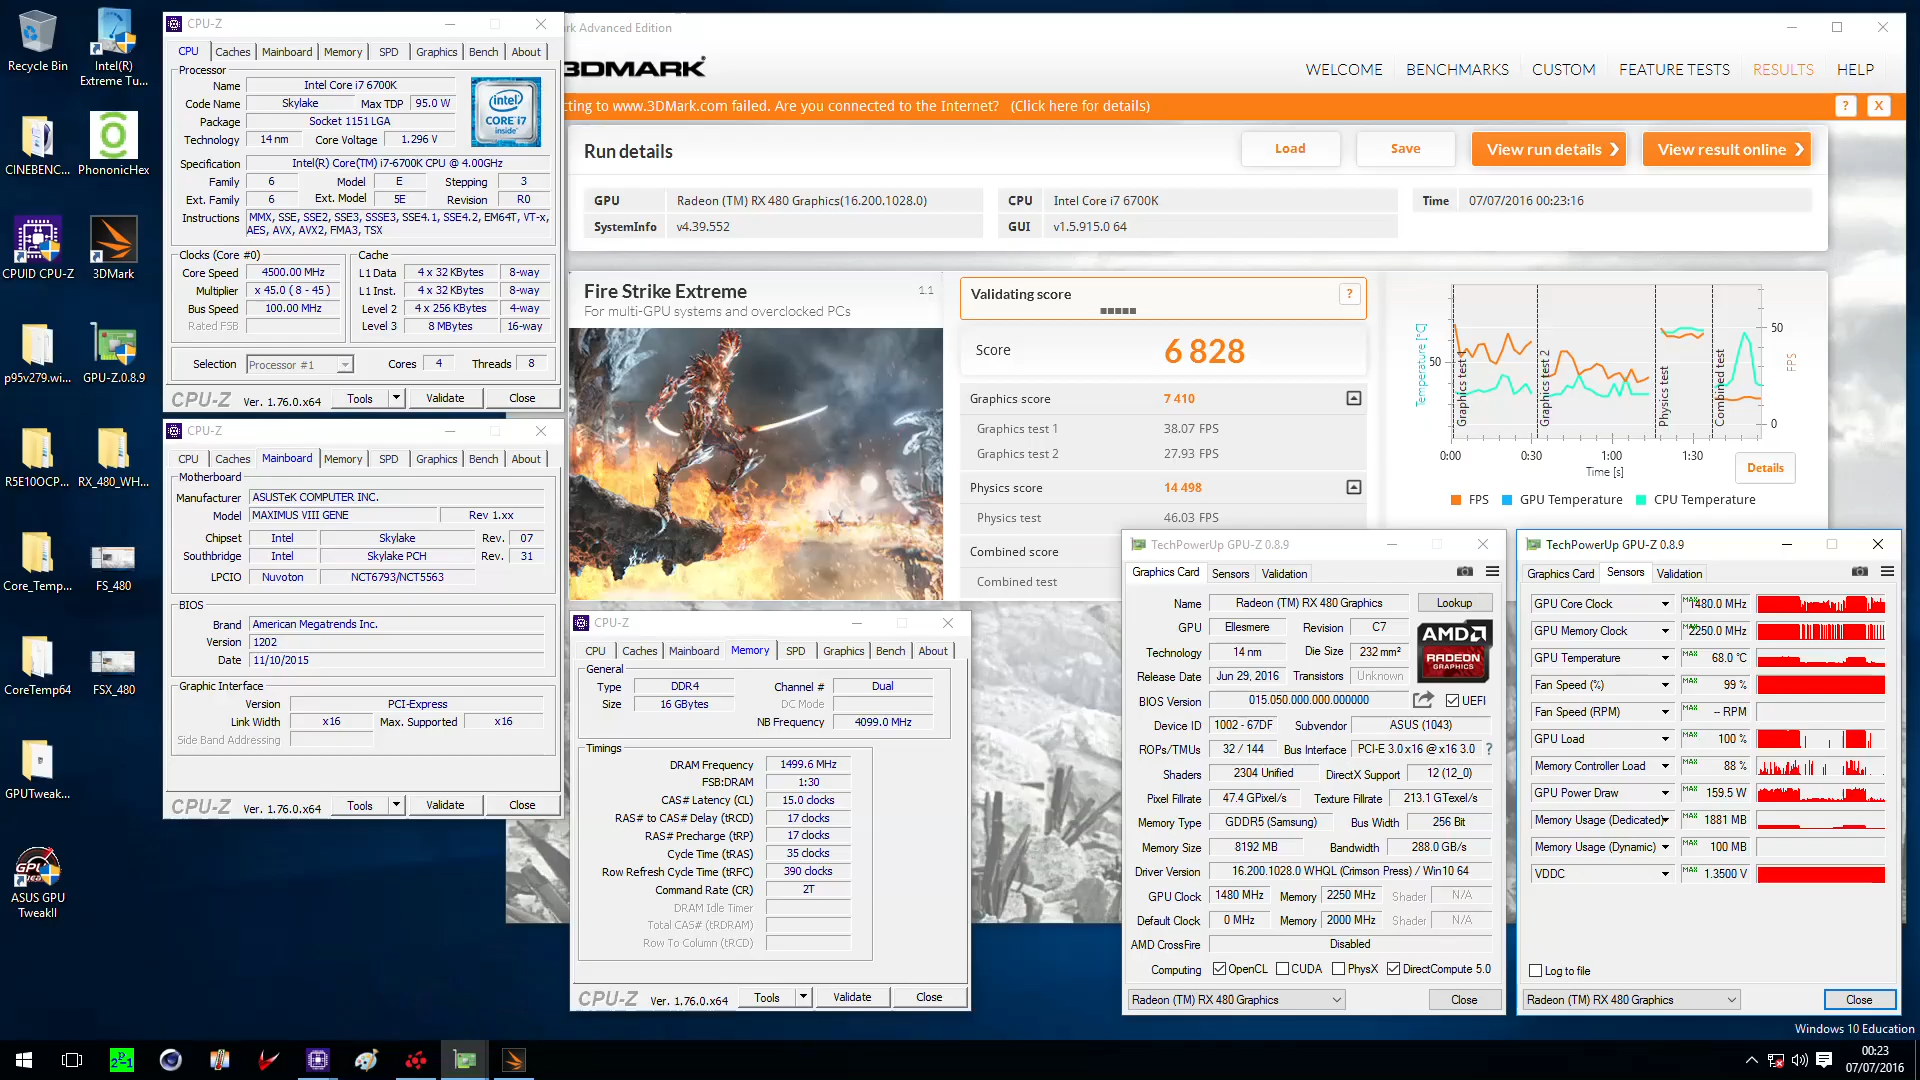 Recycle Bin
Intel(R)
Extreme Tu...
CINEBENC...
PhononicHex
CPUID CPU-Z
3DMark
p95v279.wi...
GPU-Z.0.8.9
R5E10OCP...
RX_480_WH...
Core_Temp...
FS_480
CoreTemp64
FSX_480
GPUTweak...
ASUS GPU
TweakII
CPU-Z
CPU Caches Mainboard Memory SPD Graphics Bench About
Processor
Name Intel Core i7 6700K
Code Name Skylake Max TDP 95.0 W
Package Socket 1151 LGA
Technology 14 nm Core Voltage 1.296 V
intel
CORE i7
inside
Specification Intel(R) Core(TM) i7-6700K CPU @ 4.00GHz
Family 6 Model E Stepping 3
Ext. Family 6 Ext. Model 5E Revision R0
Instructions MMX, SSE, SSE2, SSE3, SSSE3, SSE4.1, SSE4.2, EM64T, VT-x,
AES, AVX, AVX2, FMA3, TSX
Clocks (Core #0)
Core Speed 4500.00 MHz
Multiplier x 45.0 ( 8 - 45 )
Bus Speed 100.00 MHz
Rated FSB
Cache
L1 Data 4 x 32 KBytes 8-way
L1 Inst. 4 x 32 KBytes 8-way
Level 2 4 x 256 KBytes 4-way
Level 3 8 MBytes 16-way
Selection Processor #1 Cores 4 Threads 8
CPU-Z Ver. 1.76.0.x64 Tools Validate Close
CPU-Z
CPU Caches Mainboard Memory SPD Graphics Bench About
Motherboard
Manufacturer ASUSTeK COMPUTER INC.
Model MAXIMUS VIII GENE Rev 1.xx
Chipset Intel Skylake Rev. 07
Southbridge Intel Skylake PCH Rev. 31
LPCIO Nuvoton NCT6793/NCT5563
BIOS
Brand American Megatrends Inc.
Version 1202
Date 11/10/2015
Graphic Interface
Version PCI-Express
Link Width x16 Max. Supported x16
Side Band Addressing
CPU-Z Ver. 1.76.0.x64 Tools Validate Close
rk Advanced Edition
3DMARK
WELCOME BENCHMARKS CUSTOM FEATURE TESTS RESULTS HELP
cting to www.3DMark.com failed. Are you connected to the Internet? (Click here for details) ? X
Run details
Load Save View run details View result online
GPU Radeon (TM) RX 480 Graphics(16.200.1028.0)
CPU Intel Core i7 6700K
Time 07/07/2016 00:23:16
SystemInfo v4.39.552
GUI v1.5.915.0 64
Fire Strike Extreme 1.1
For multi-GPU systems and overclocked PCs
Validating score ?
Score 6 828
Graphics score 7 410
Graphics test 1 38.07 FPS
Graphics test 2 27.93 FPS
Physics score 14 498
Physics test 46.03 FPS
Combined score
Combined test
Temperature [°C]
50
Graphics test 1
Graphics test 2
Physics test
Combined test
50
0
FPS
0:00 0:30 1:00 1:30
Time [s]
Details
FPS GPU Temperature CPU Temperature
CPU-Z
CPU Caches Mainboard Memory SPD Graphics Bench About
General
Type DDR4 Channel # Dual
Size 16 GBytes DC Mode
NB Frequency 4099.0 MHz
Timings
DRAM Frequency 1499.6 MHz
FSB:DRAM 1:30
CAS# Latency (CL) 15.0 clocks
RAS# to CAS# Delay (tRCD) 17 clocks
RAS# Precharge (tRP) 17 clocks
Cycle Time (tRAS) 35 clocks
Row Refresh Cycle Time (tRFC) 390 clocks
Command Rate (CR) 2T
DRAM Idle Timer
Total CAS# (tRDRAM)
Row To Column (tRCD)
CPU-Z Ver. 1.76.0.x64 Tools Validate Close
TechPowerUp GPU-Z 0.8.9
Graphics Card Sensors Validation
Name Radeon (TM) RX 480 Graphics Lookup
GPU Ellesmere Revision C7
Technology 14 nm Die Size 232 mm²
Release Date Jun 29, 2016 Transistors Unknown
AMD
RADEON
GRAPHICS
BIOS Version 015.050.000.000.000000 UEFI
Device ID 1002 - 67DF Subvendor ASUS (1043)
ROPs/TMUs 32 / 144 Bus Interface PCI-E 3.0 x16 @ x16 3.0 ?
Shaders 2304 Unified DirectX Support 12 (12_0)
Pixel Fillrate 47.4 GPixel/s Texture Fillrate 213.1 GTexel/s
Memory Type GDDR5 (Samsung) Bus Width 256 Bit
Memory Size 8192 MB Bandwidth 288.0 GB/s
Driver Version 16.200.1028.0 WHQL (Crimson Press) / Win10 64
GPU Clock 1480 MHz Memory 2250 MHz Shader N/A
Default Clock 0 MHz Memory 2000 MHz Shader N/A
AMD CrossFire Disabled
Computing OpenCL CUDA PhysX DirectCompute 5.0
Radeon (TM) RX 480 Graphics Close
TechPowerUp GPU-Z 0.8.9
Graphics Card Sensors Validation
GPU Core Clock MAX 1480.0 MHz
GPU Memory Clock MAX 2250.0 MHz
GPU Temperature MAX 68.0 °C
Fan Speed (%) MAX 99 %
Fan Speed (RPM) MAX -- RPM
GPU Load MAX 100 %
Memory Controller Load MAX 88 %
GPU Power Draw MAX 159.5 W
Memory Usage (Dedicated) MAX 1881 MB
Memory Usage (Dynamic) MAX 100 MB
VDDC MAX 1.3500 V
Log to file
Radeon (TM) RX 480 Graphics Close
Windows 10 Education
00:23
07/07/2016